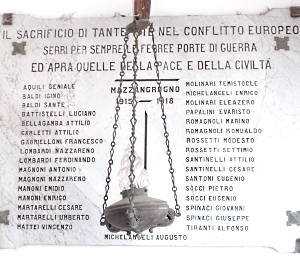 IL SACRIFICIO DI TANTE VITE NEL CONFLITTO EUROPEO
SERRI PER SEMPRE LE FERREE PORTE DI GUERRA
ED APRA QUELLE DELLA PACE E DELLA CIVILTÀ
MOZZANGROGNO
1915 1918
AQUILI GENIALE
BALDI IGINO
BALDI SANTE
BATTISTELLI LUCIANO
BELLAGAMBA ATTILIO
CARLETTI ATTILIO
GABRIELLONI FRANCESCO
LOMBARDI NAZZARENO
LOMBARDI FERDINANDO
MAGNONI ANTONIO
MAGNONI NAZZARENO
MANONI EMIDIO
MANONI ENRICO
MARTARELLI CESARE
MARTARELLI UMBERTO
MATTEI VINCENZO
MOLINARI TEMISTOCLE
MICHELANGELI ENRICO
MOLINARI ELEAZERO
PAPALINI EVARISTO
ROMAGNOLI MARINO
ROMAGNOLI ROMUALDO
ROSSETTI MODESTO
ROSSETTI SETTIMIO
SANTINELLI ATTILIO
SANTINELLI CESARE
SANTONI EUGENIO
SOCCI PIETRO
SOCCI EUGENIO
SPINACI GIOVANNI
SPINACI GIUSEPPE
TIRANTI ALFONSO
MICHELANGELI AUGUSTO